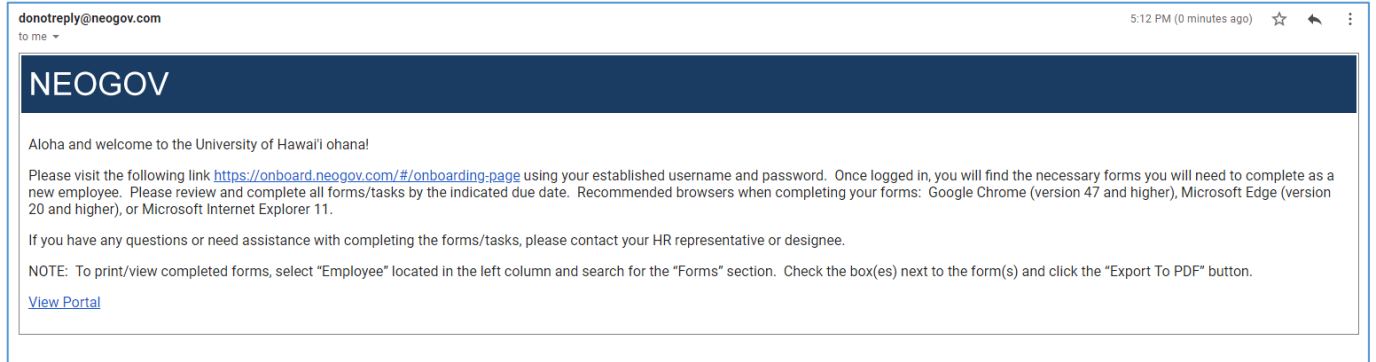 donotreply@neogov.com
5:12 PM (0 minutes ago)
to me
NEOGOV
Aloha and welcome to the University of Hawai'i ohana!
Please visit the following link https://onboard.neogov.com/#/onboarding-page using your established username and password.  Once logged in, you will find the necessary forms you will need to complete as a
new employee.  Please review and complete all forms/tasks by the indicated due date.  Recommended browsers when completing your forms:  Google Chrome (version 47 and higher), Microsoft Edge (version
20 and higher), or Microsoft Internet Explorer 11.
If you have any questions or need assistance with completing the forms/tasks, please contact your HR representative or designee.
NOTE:  To print/view completed forms, select “Employee” located in the left column and search for the “Forms” section.  Check the box(es) next to the form(s) and click the “Export To PDF” button.
View Portal